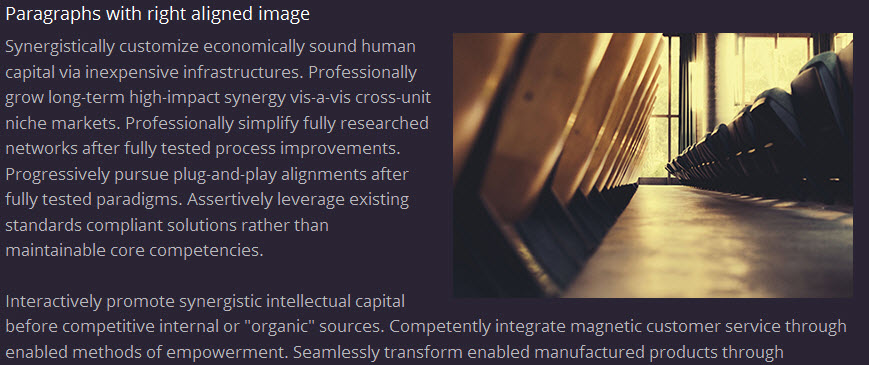 Paragraphs with right aligned image
Synergistically customize economically sound human
capital via inexpensive infrastructures. Professionally
grow long-term high-impact synergy vis-a-vis cross-unit
niche markets. Professionally simplify fully researched
networks after fully tested process improvements.
Progressively pursue plug-and-play alignments after
fully tested paradigms. Assertively leverage existing
standards compliant solutions rather than
maintainable core competencies.
Interactively promote synergistic intellectual capital
before competitive internal or "organic" sources. Competently integrate magnetic customer service through
enabled methods of empowerment. Seamlessly transform enabled manufactured products through